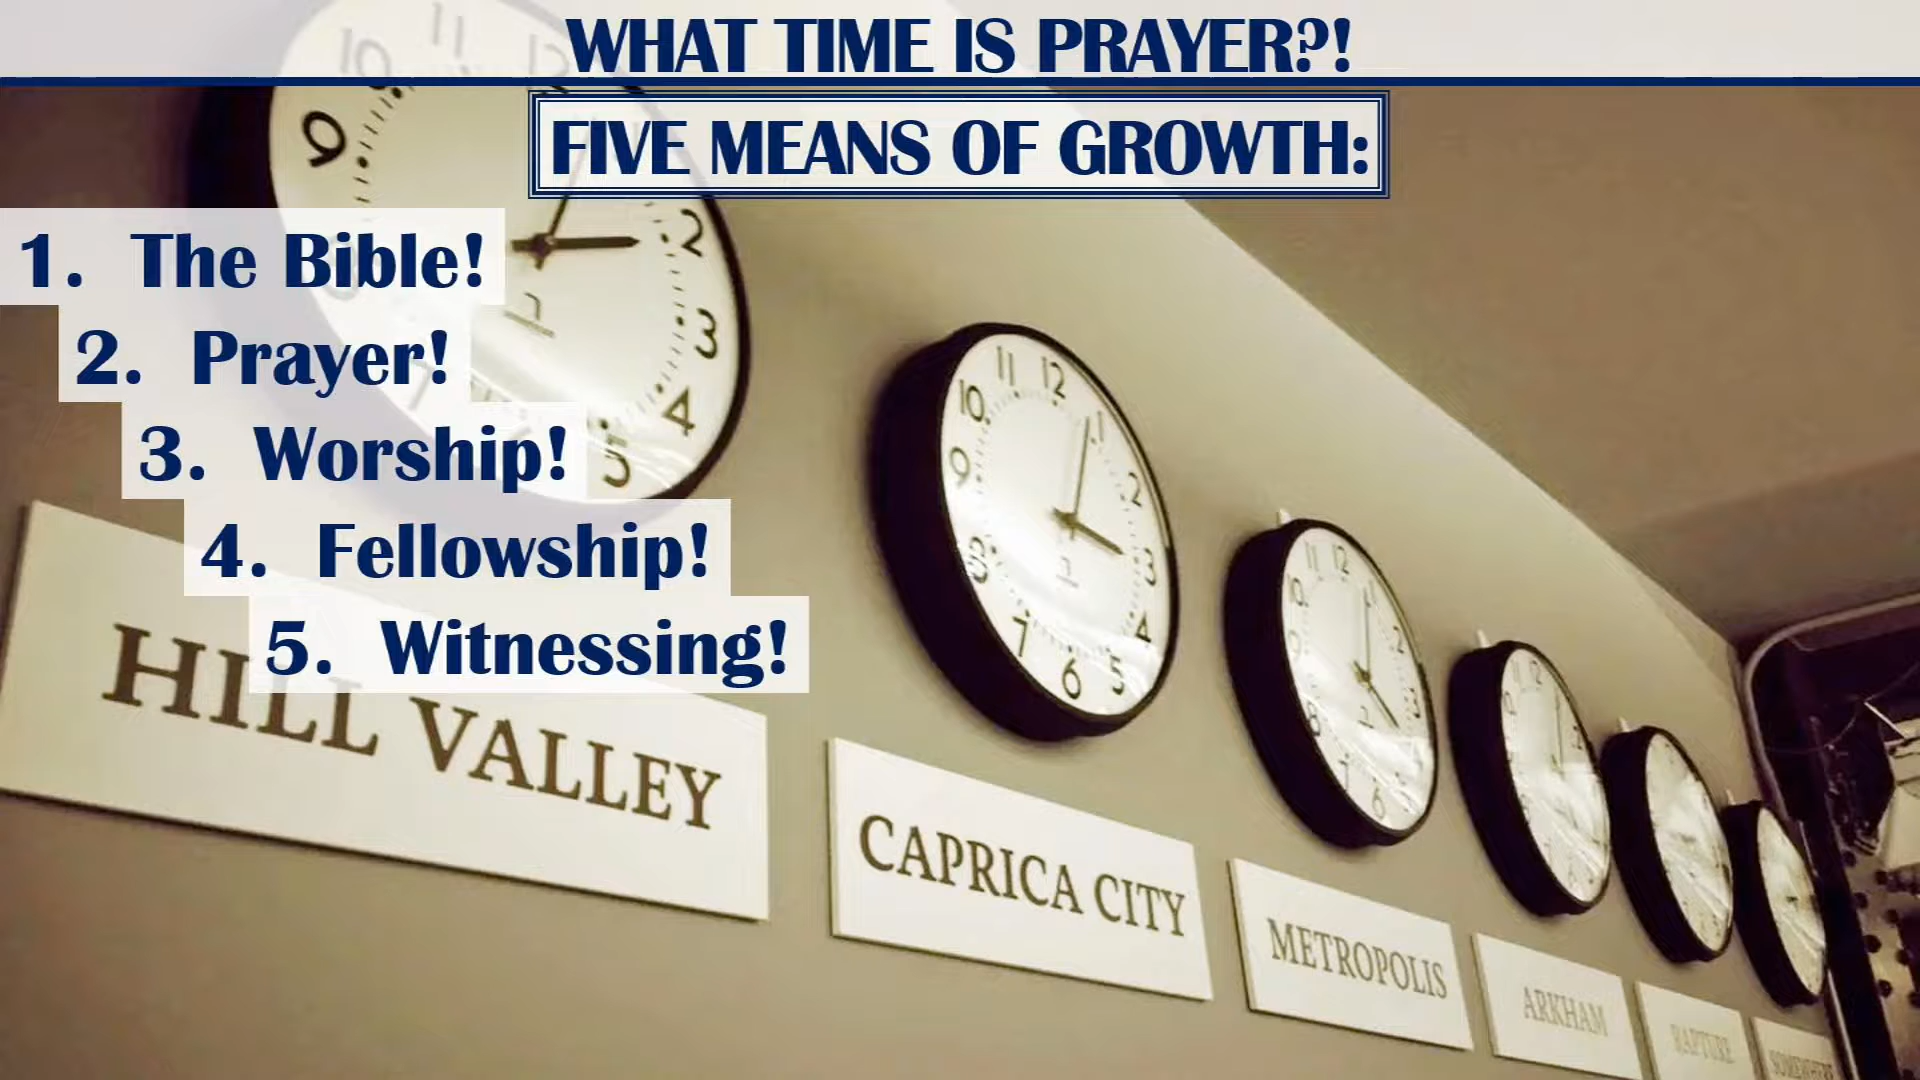 WHAT TIME IS PRAYER?!
FIVE MEANS OF GROWTH:
1. The Bible!
2. Prayer!
3. Worship!
4. Fellowship!
5. Witnessing!
HILL VALLEY
CAPRICA CITY
METROPOLIS
ARKHAM
RAPTURE